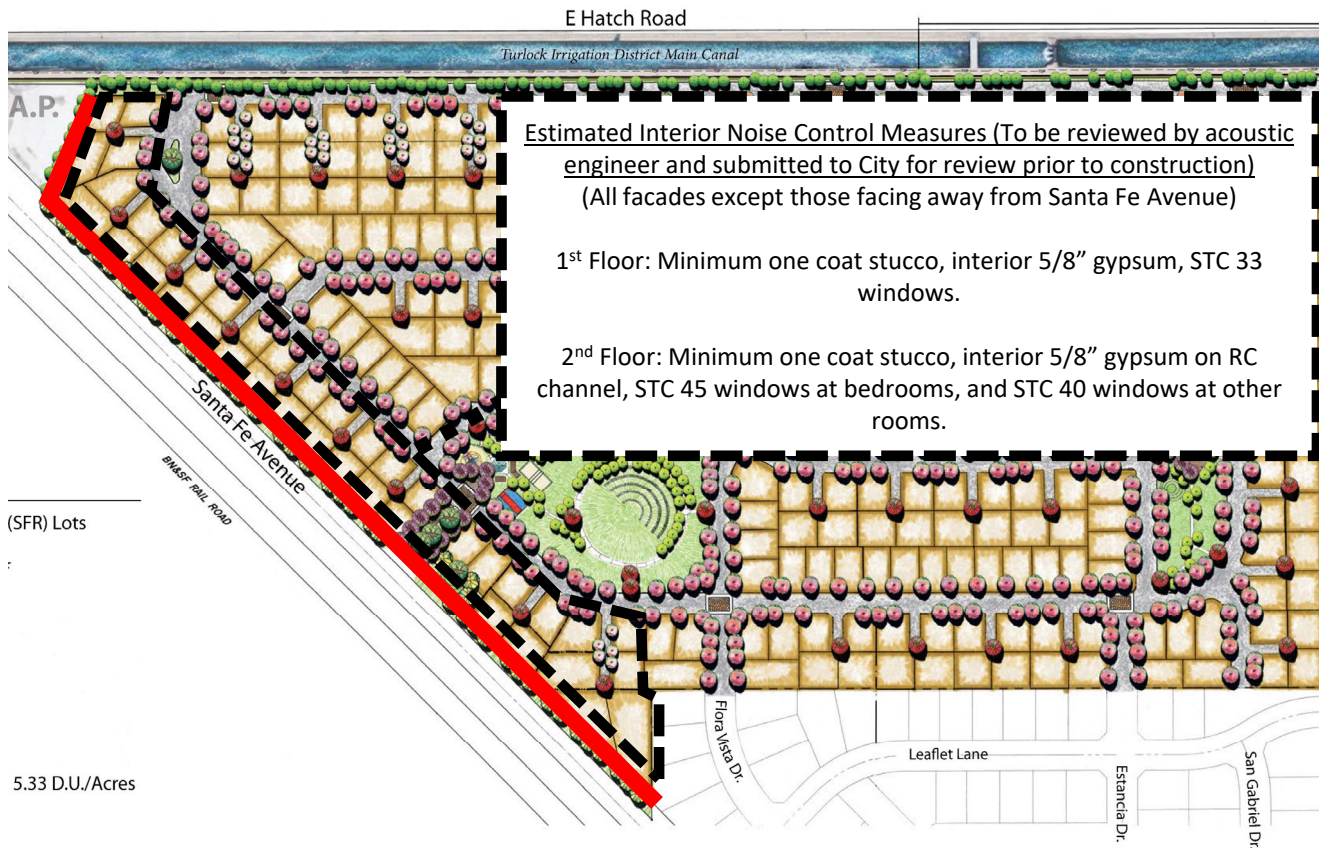 E Hatch Road
Turlock Irrigation District Main Canal
A.P.
Estimated Interior Noise Control Measures (To be reviewed by acoustic
engineer and submitted to City for review prior to construction)
(All facades except those facing away from Santa Fe Avenue)
1st Floor: Minimum one coat stucco, interior 5/8” gypsum, STC 33
windows.
2nd Floor: Minimum one coat stucco, interior 5/8” gypsum on RC
channel, STC 45 windows at bedrooms, and STC 40 windows at other
rooms.
Santa Fe Avenue
BN&SF RAIL ROAD
(SFR) Lots
5.33 D.U./Acres
Flora Vista Dr.
Leaflet Lane
Estancia Dr.
San Gabriel Dr.